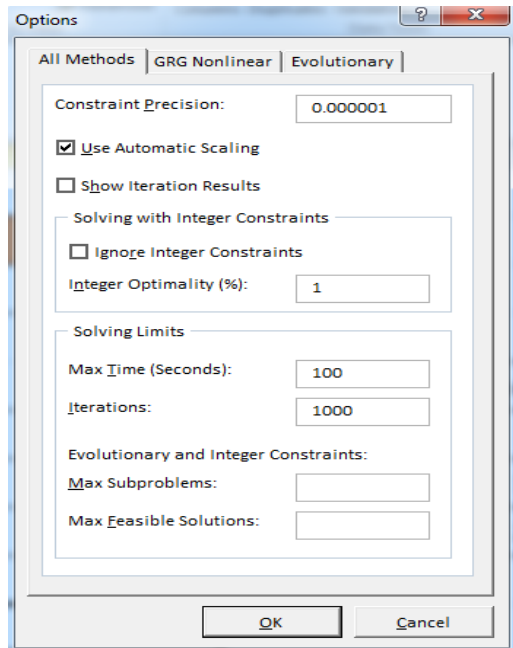 Options
?
All Methods
GRG Nonlinear
Evolutionary
Constraint Precision: 0.000001
Use Automatic Scaling
Show Iteration Results
Solving with Integer Constraints
Ignore Integer Constraints
Integer Optimality (%): 1
Solving Limits
Max Time (Seconds): 100
Iterations: 1000
Evolutionary and Integer Constraints:
Max Subproblems:
Max Feasible Solutions:
OK
Cancel